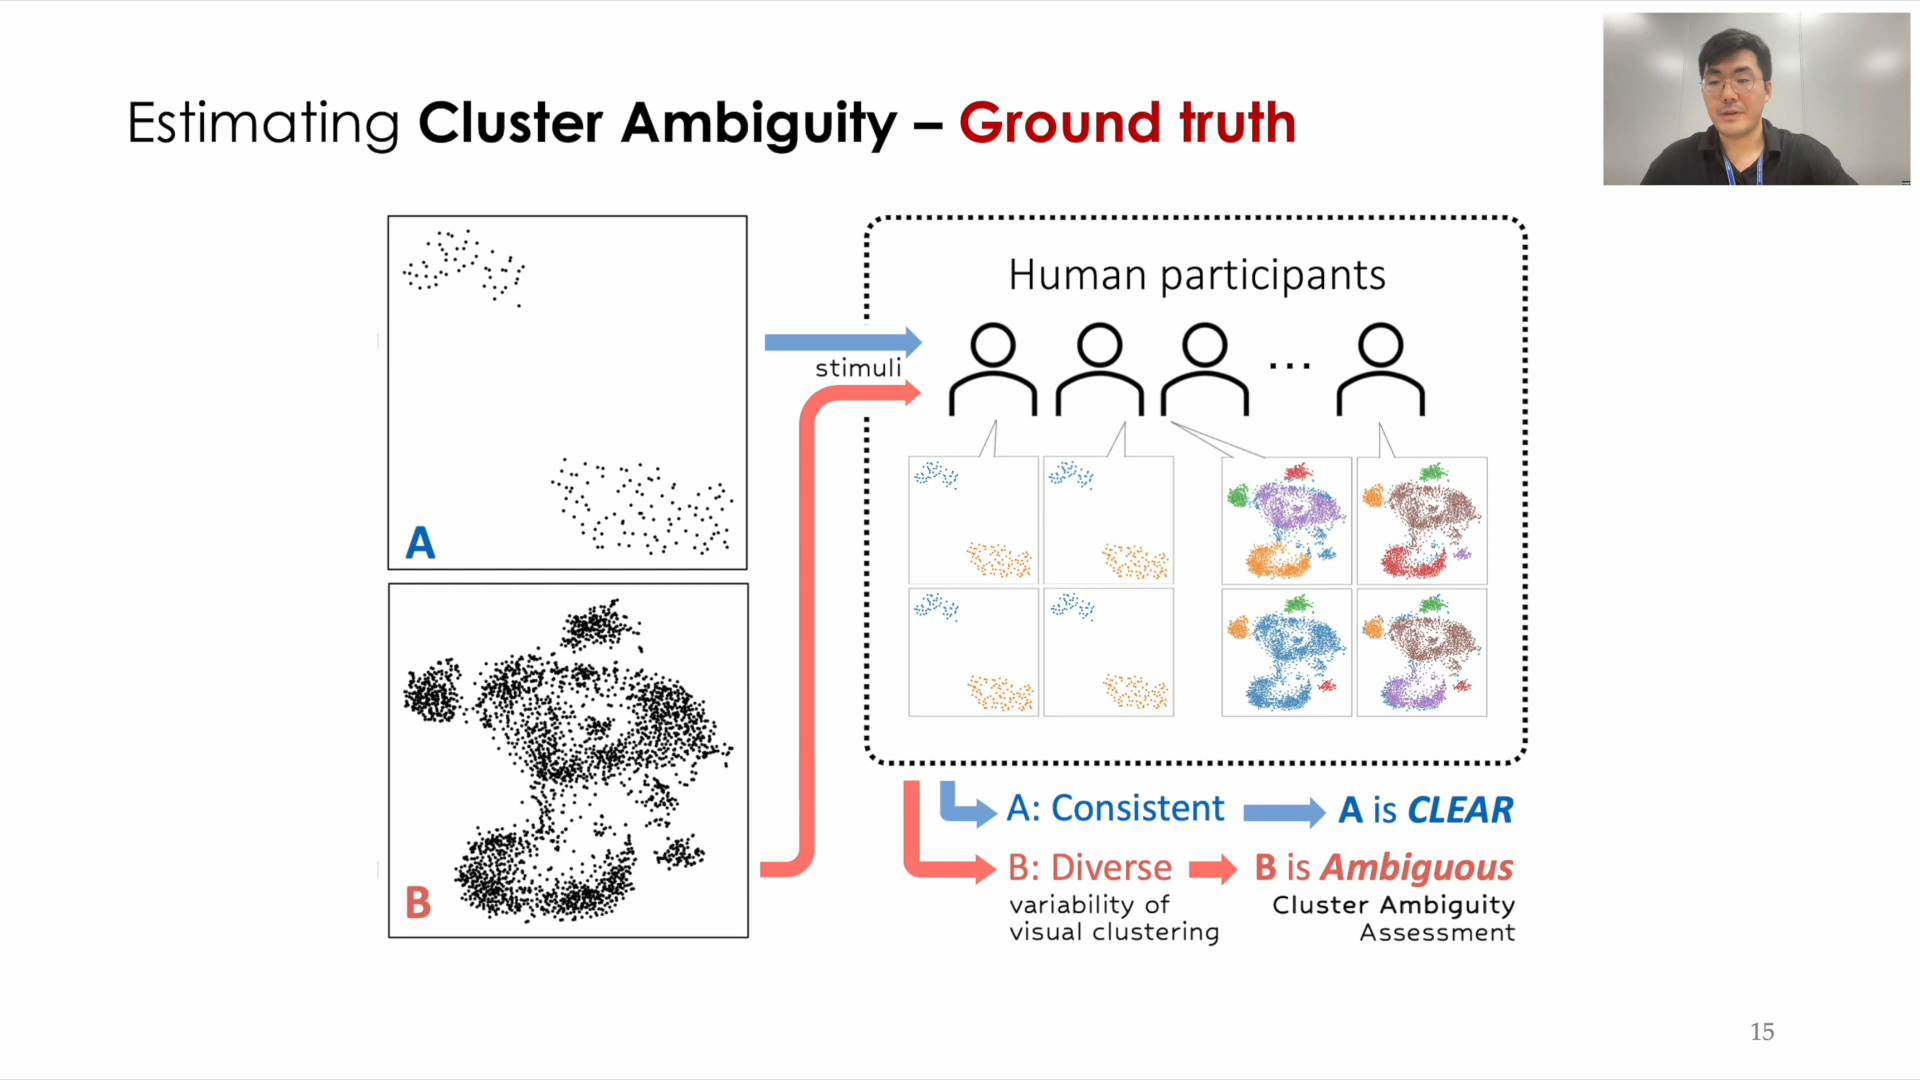 Estimating Cluster Ambiguity – Ground truth
A
B
stimuli
Human participants
...
A: Consistent
A is CLEAR
B: Diverse
B is Ambiguous
variability of
visual clustering
Cluster Ambiguity
Assessment
15